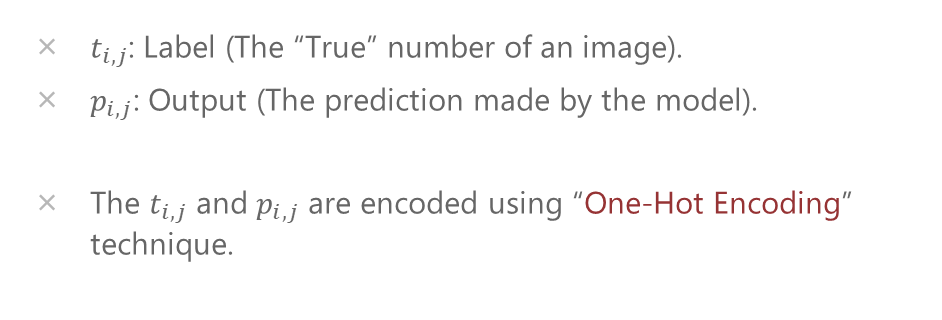 × t_{i,j}: Label (The “True” number of an image).
× p_{i,j}: Output (The prediction made by the model).
× The t_{i,j} and p_{i,j} are encoded using “One-Hot Encoding”
technique.